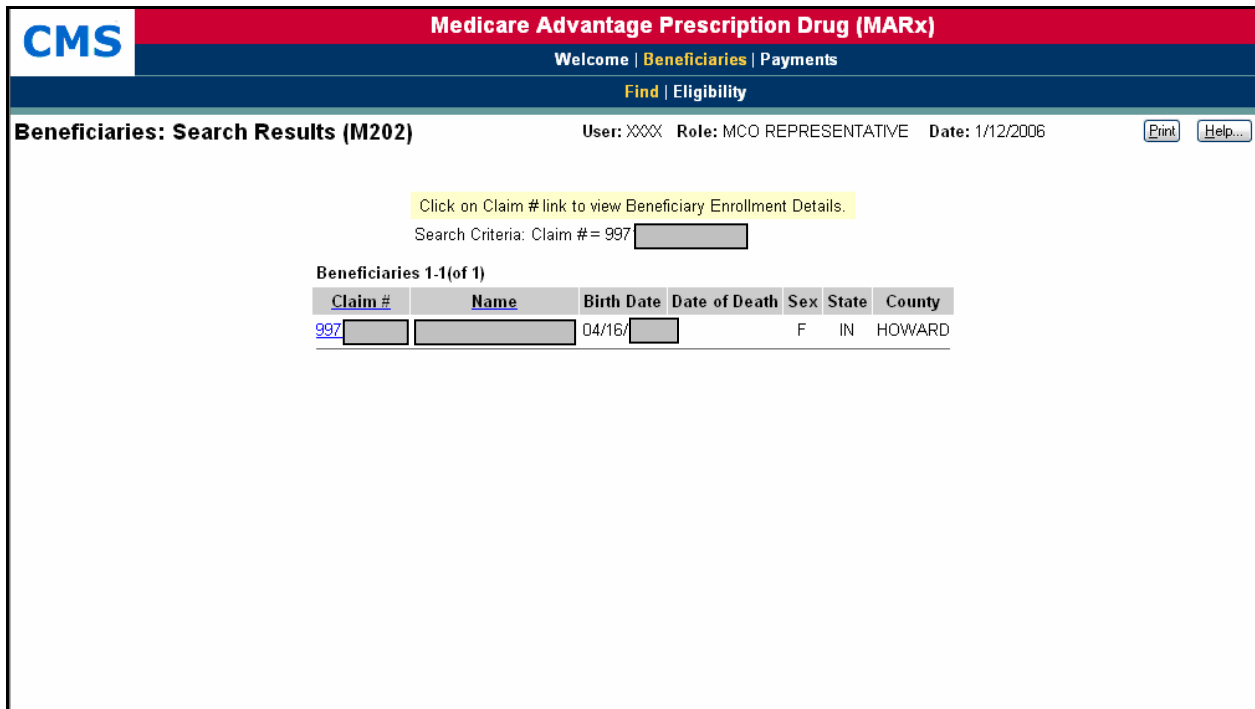 CMS
Medicare Advantage Prescription Drug (MARx)
Welcome | Beneficiaries | Payments
Find | Eligibility
Beneficiaries: Search Results (M202) User: XXXX Role: MCO REPRESENTATIVE Date: 1/12/2006 Print Help...
Click on Claim # link to view Beneficiary Enrollment Details.
Search Criteria: Claim # = 997
Beneficiaries 1-1(of 1)
Claim # Name Birth Date Date of Death Sex State County
997 04/16/ F IN HOWARD